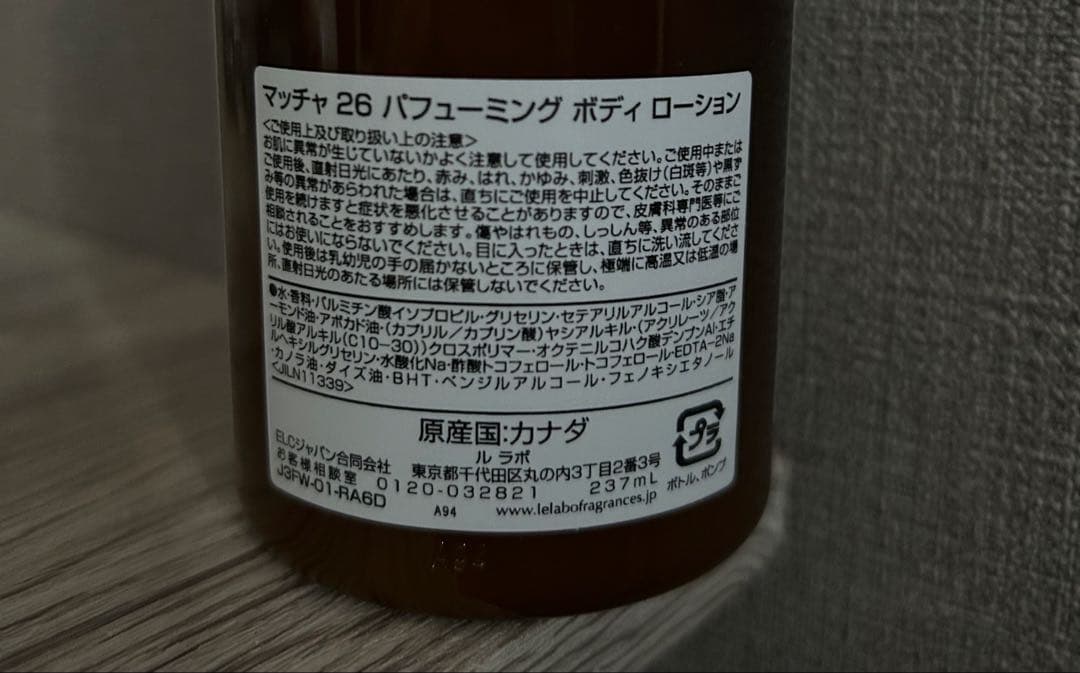 マッチャ 26 パフューミング ボディ ローション
<ご使用上及び取り扱い上の注意>
お肌に異常が生じていないかよく注意して使用してください。ご使用中または
ご使用後、直射日光にあたり、赤み、はれ、かゆみ、刺激、色抜け(白斑等)や黒ず
み等の異常があらわれた場合は、直ちにご使用を中止してください。そのままご
使用を続けますと症状を悪化させることがありますので、皮膚科専門医等にご
相談されることをおすすめします。傷やはれもの、しっしん等、異常のある部位
にはお使いにならないでください。目に入ったときは、直ちに洗い流してくださ
い。使用後は乳幼児の手の届かないところに保管し、極端に高温又は低温の場
所、直射日光のあたる場所には保管しないでください。
●水・香料・パルミチン酸イソプロピル・グリセリン・セテアリルアルコール・シア脂・ア
ーモンド油・アボカド油・(カプリル/カプリン酸)ヤシアルキル・(アクリレーツ/アク
リル酸アルキル(C10-30))クロスポリマー・オクテニルコハク酸デンプンAl・エチ
ルヘキシルグリセリン・水酸化Na・酢酸トコフェロール・トコフェロール・EDTA-2Na
・カノラ油・ダイズ油・BHT・ベンジルアルコール・フェノキシエタノール
<JILN11339>
原産国:カナダ
ル ラボ
ELCジャパン合同会社 東京都千代田区丸の内3丁目2番3号
お客様相談室 0120-032821 237mL
J3FW-01-RA6D A94 www.lelabofragrances.jp
プラ
ボトル、ポンプ
A94